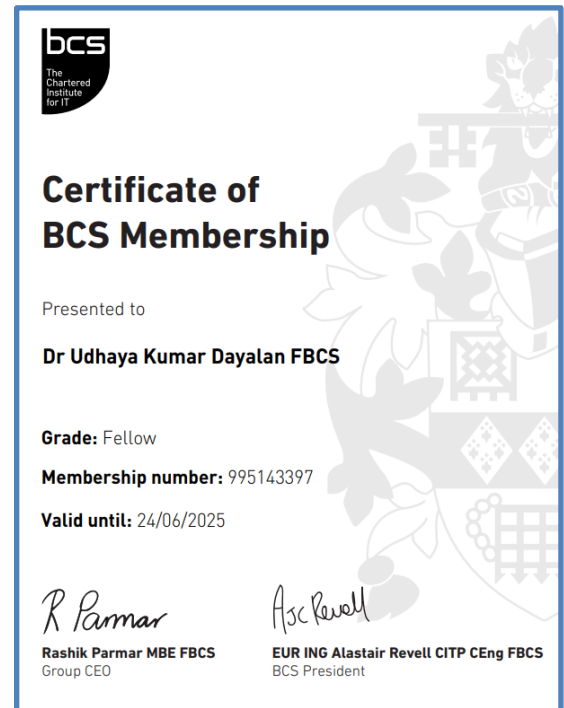 bcs
The
Chartered
Institute
for IT
Certificate of
BCS Membership
Presented to
Dr Udhaya Kumar Dayalan FBCS
Grade: Fellow
Membership number: 995143397
Valid until: 24/06/2025
R Parmar
AJC Revell
Rashik Parmar MBE FBCS
Group CEO
EUR ING Alastair Revell CITP CEng FBCS
BCS President